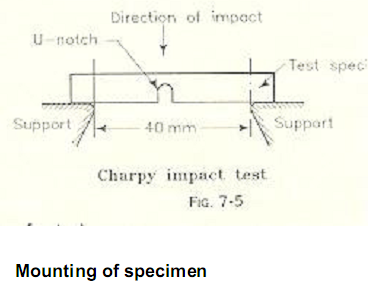 Direction of impact
U-notch
Test speci
Support
40 mm
Support
Charpy impact test
FIG. 7-5
Mounting of specimen